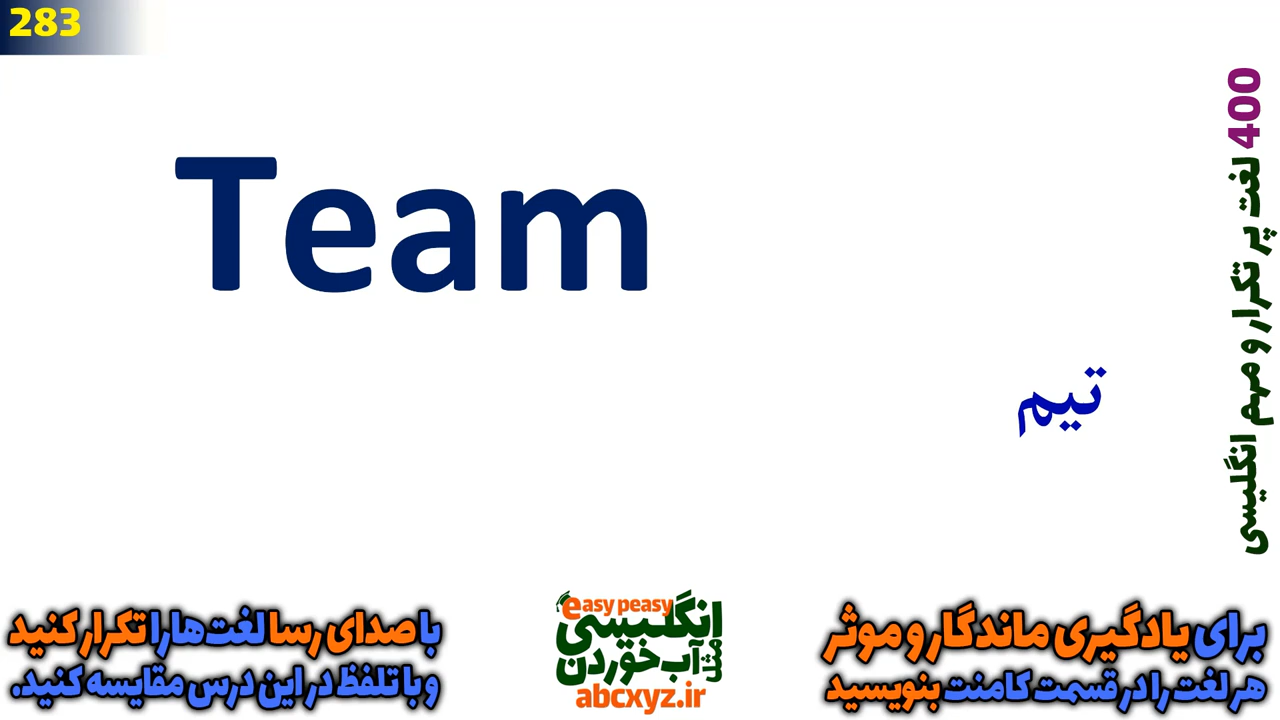 283
Team
تیم
400 لغت پر تکرار و مهم انگلیسی
با صدای رسا لغت‌ها را تکرار کنید
و با تلفظ در این درس مقایسه کنید.
easy peasy
انگلیسی
مثل
آب خوردن
abcxyz.ir
برای یادگیری ماندگار و موثر
هر لغت را در قسمت کامنت بنویسید